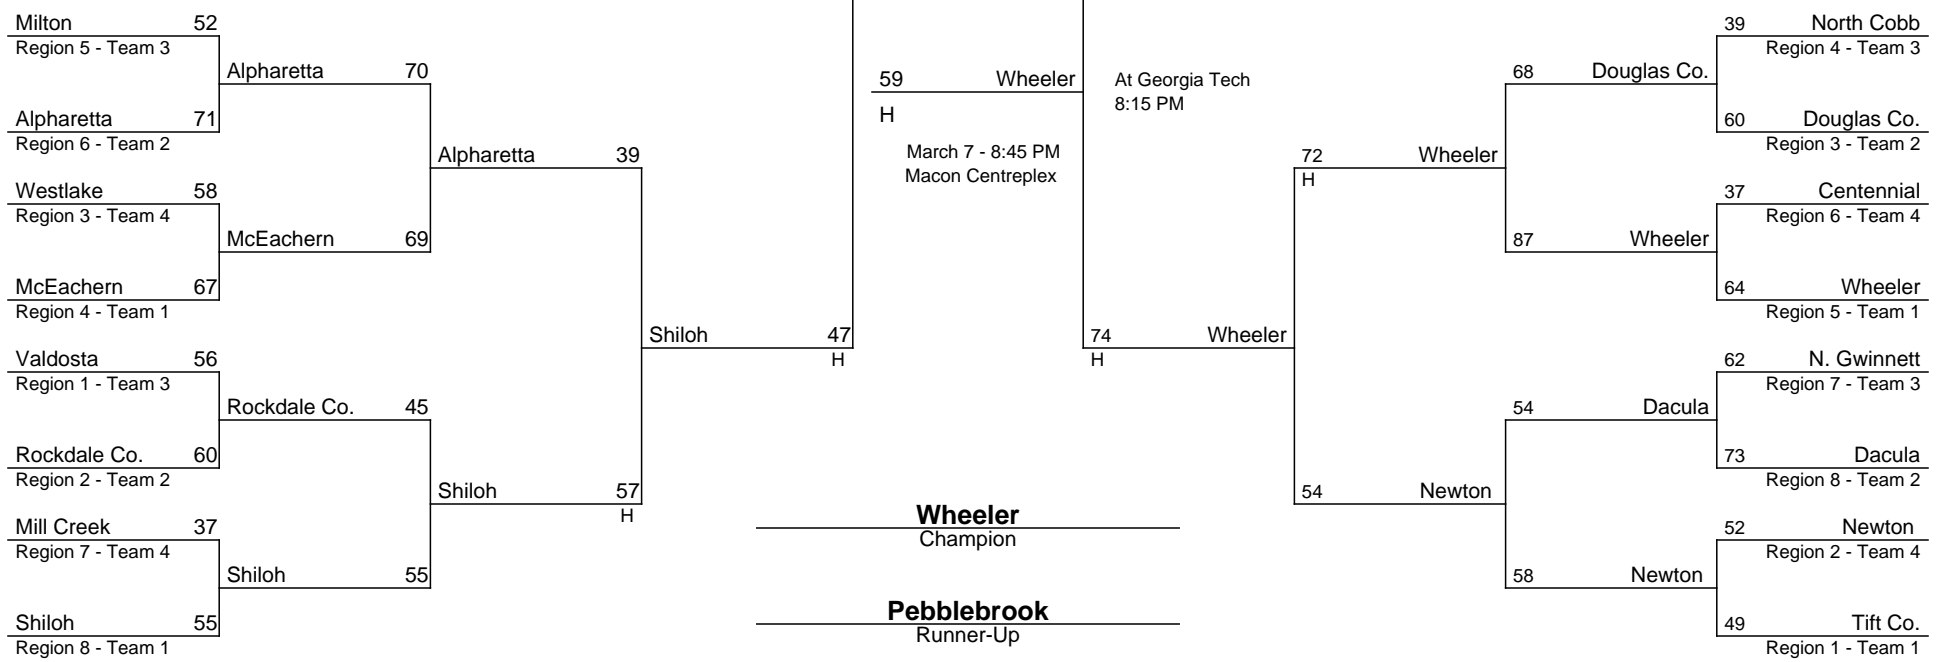 Milton 52
Region 5 - Team 3
Alpharetta 70
Alpharetta 71
Region 6 - Team 2
Alpharetta 39
Westlake 58
Region 3 - Team 4
McEachern 69
McEachern 67
Region 4 - Team 1
Shiloh 47
H
Valdosta 56
Region 1 - Team 3
Rockdale Co. 45
Rockdale Co. 60
Region 2 - Team 2
Shiloh 57
H
Mill Creek 37
Region 7 - Team 4
Shiloh 55
Shiloh 55
Region 8 - Team 1
59 Wheeler
H
March 7 - 8:45 PM
Macon Centreplex
At Georgia Tech
8:15 PM
Wheeler
Champion
Pebblebrook
Runner-Up
74 Wheeler
H
72 Wheeler
H
54 Newton
68 Douglas Co.
87 Wheeler
54 Dacula
58 Newton
39 North Cobb
Region 4 - Team 3
60 Douglas Co.
Region 3 - Team 2
37 Centennial
Region 6 - Team 4
64 Wheeler
Region 5 - Team 1
62 N. Gwinnett
Region 7 - Team 3
73 Dacula
Region 8 - Team 2
52 Newton
Region 2 - Team 4
49 Tift Co.
Region 1 - Team 1